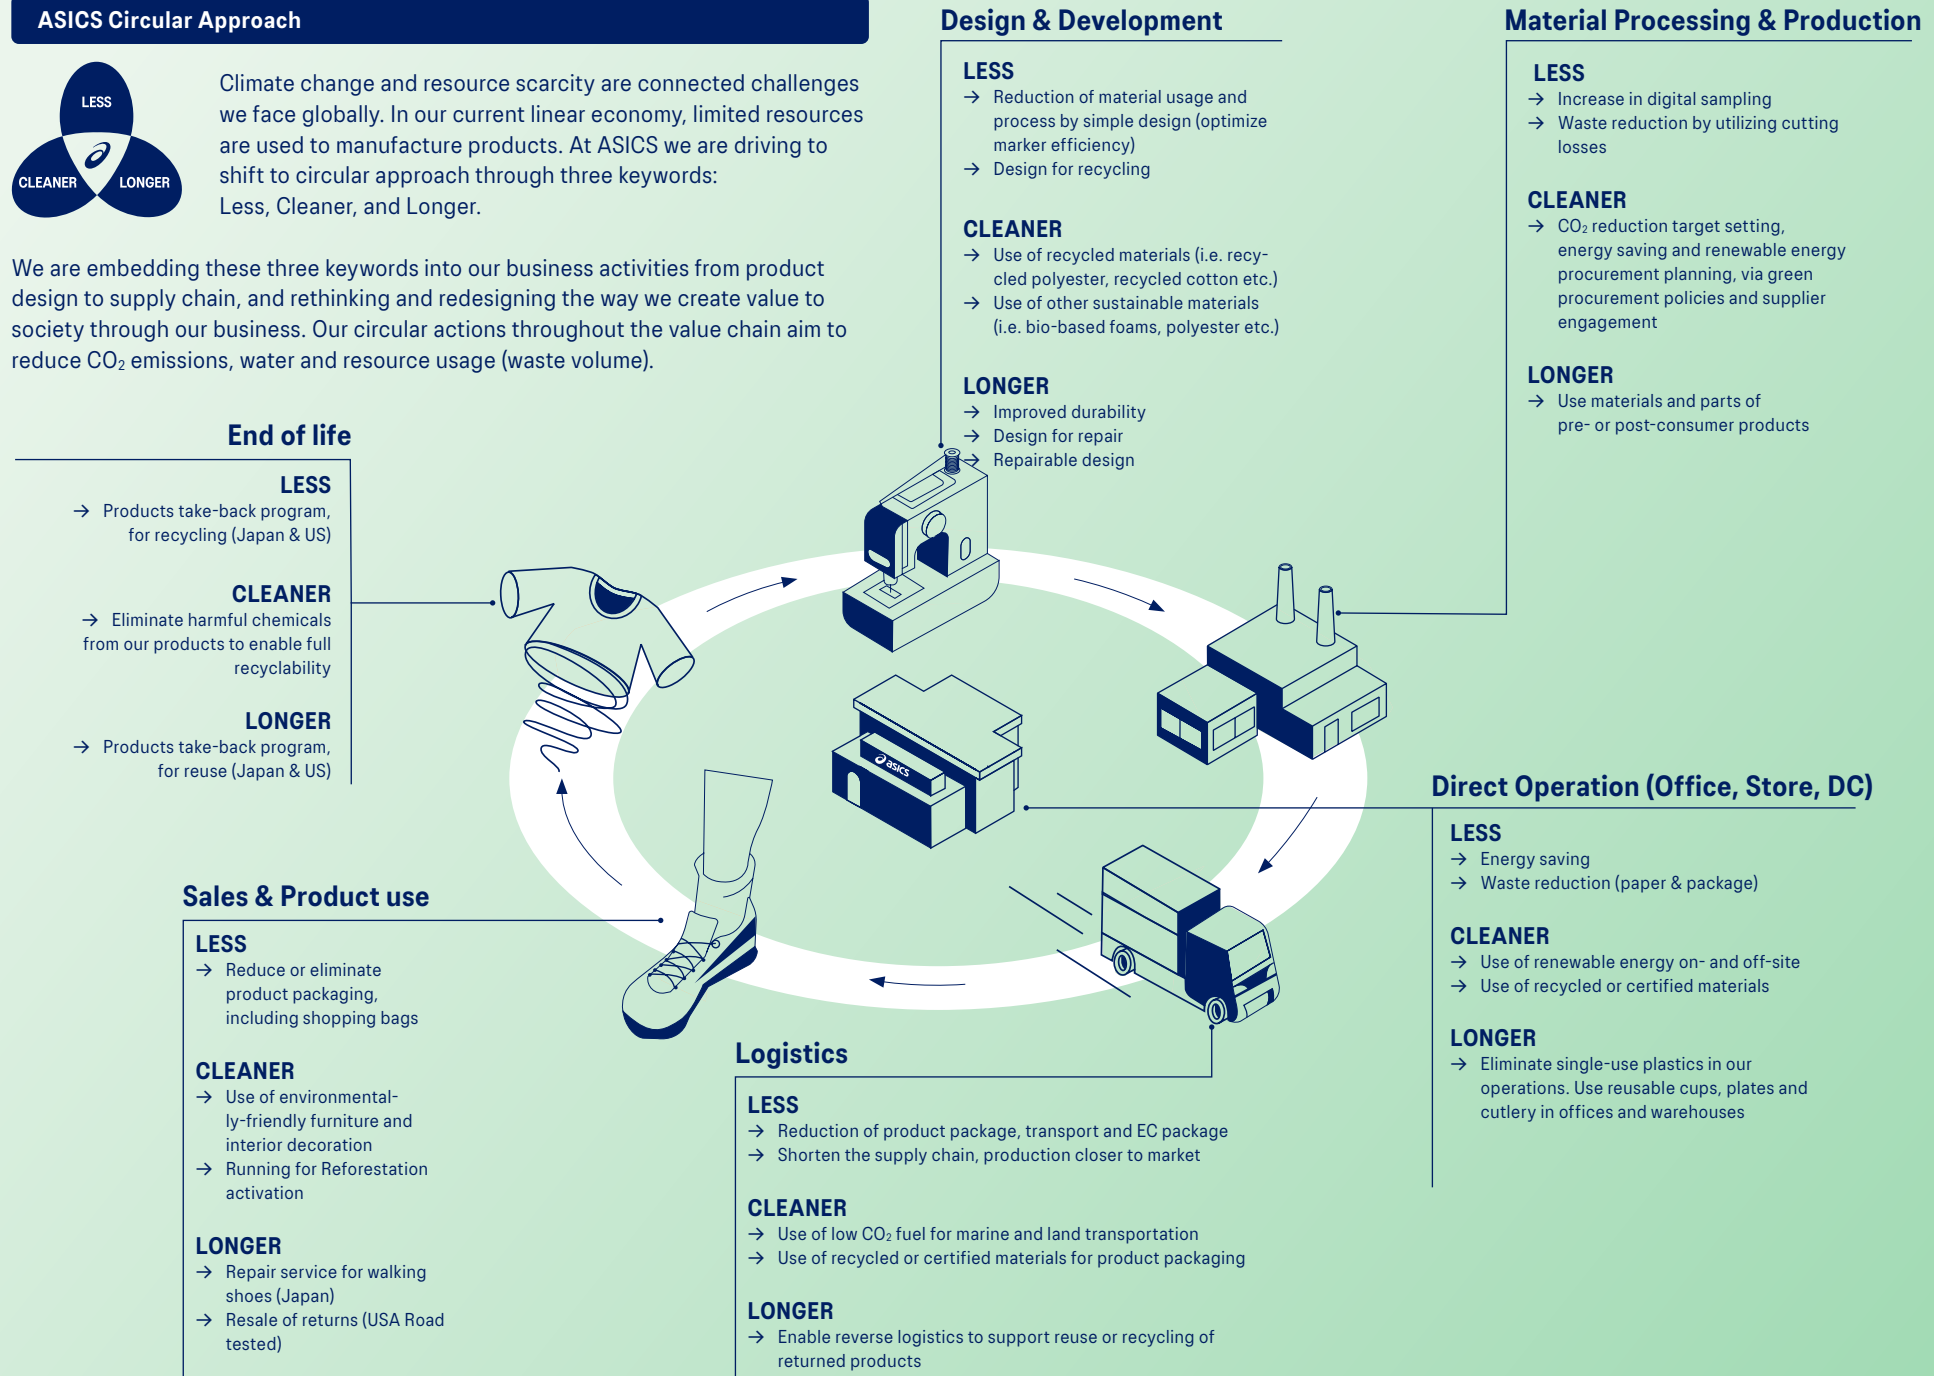 ASICS Circular Approach
LESS
CLEANER
LONGER
Climate change and resource scarcity are connected challenges
we face globally. In our current linear economy, limited resources
are used to manufacture products. At ASICS we are driving to
shift to circular approach through three keywords:
Less, Cleaner, and Longer.
We are embedding these three keywords into our business activities from product
design to supply chain, and rethinking and redesigning the way we create value to
society through our business. Our circular actions throughout the value chain aim to
reduce CO₂ emissions, water and resource usage (waste volume).
Design & Development
LESS
→ Reduction of material usage and
process by simple design (optimize
marker efficiency)
→ Design for recycling
CLEANER
→ Use of recycled materials (i.e. recy-
cled polyester, recycled cotton etc.)
→ Use of other sustainable materials
(i.e. bio-based foams, polyester etc.)
LONGER
→ Improved durability
→ Design for repair
→ Repairable design
Material Processing & Production
LESS
→ Increase in digital sampling
→ Waste reduction by utilizing cutting
losses
CLEANER
→ CO₂ reduction target setting,
energy saving and renewable energy
procurement planning, via green
procurement policies and supplier
engagement
LONGER
→ Use materials and parts of
pre- or post-consumer products
End of life
LESS
→ Products take-back program,
for recycling (Japan & US)
CLEANER
→ Eliminate harmful chemicals
from our products to enable full
recyclability
LONGER
→ Products take-back program,
for reuse (Japan & US)
asics
Direct Operation (Office, Store, DC)
LESS
→ Energy saving
→ Waste reduction (paper & package)
CLEANER
→ Use of renewable energy on- and off-site
→ Use of recycled or certified materials
LONGER
→ Eliminate single-use plastics in our
operations. Use reusable cups, plates and
cutlery in offices and warehouses
Sales & Product use
LESS
→ Reduce or eliminate
product packaging,
including shopping bags
CLEANER
→ Use of environmental-
ly-friendly furniture and
interior decoration
→ Running for Reforestation
activation
LONGER
→ Repair service for walking
shoes (Japan)
→ Resale of returns (USA Road
tested)
Logistics
LESS
→ Reduction of product package, transport and EC package
→ Shorten the supply chain, production closer to market
CLEANER
→ Use of low CO₂ fuel for marine and land transportation
→ Use of recycled or certified materials for product packaging
LONGER
→ Enable reverse logistics to support reuse or recycling of
returned products